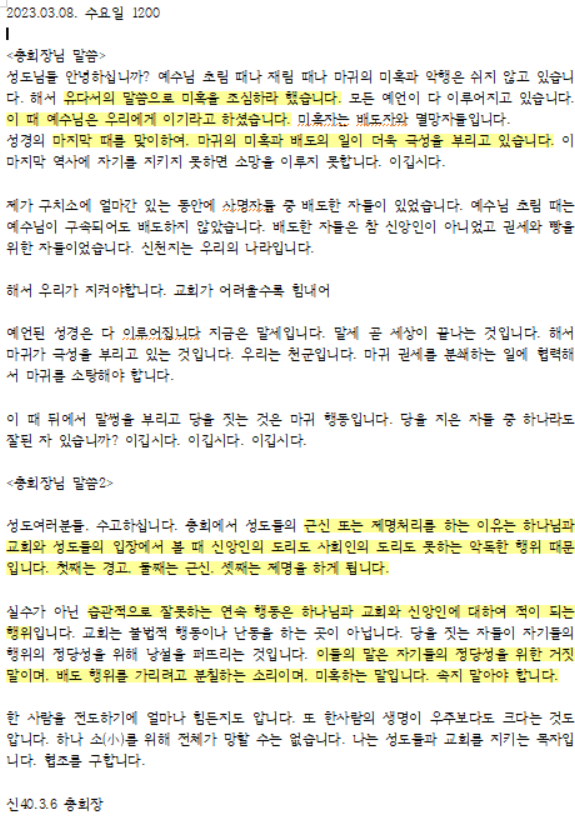 2023.03.08. 수요일 1200
<총회장님 말씀>
성도님들 안녕하십니까? 예수님 초림 때나 재림 때나 마귀의 미혹과 악행은 쉬지 않고 있습니
다. 해서 유다서의 말씀으로 미혹을 조심하라 했습니다. 모든 예언이 다 이루어지고 있습니다.
이 때 예수님은 우리에게 이기라고 하셨습니다. 미혹자는 배도자와 멸망자들입니다.
성경의 마지막 때를 맞이하여, 마귀의 미혹과 배도의 일이 더욱 극성을 부리고 있습니다. 이
마지막 역사에 자기를 지키지 못하면 소망을 이루지 못합니다. 이깁시다.
제가 구치소에 얼마간 있는 동안에 사명자들 중 배도한 자들이 있었습니다. 예수님 초림 때는
예수님이 구속되어도 배도하지 않았습니다. 배도한 자들은 참 신앙인이 아니었고 권세와 빵을
위한 자들이었습니다. 신천지는 우리의 나라입니다.
해서 우리가 지켜야합니다. 교회가 어려울수록 힘내어
예언된 성경은 다 이루어집니다 지금은 말세입니다. 말세 곧 세상이 끝나는 것입니다. 해서
마귀가 극성을 부리고 있는 것입니다. 우리는 천군입니다. 마귀 권세를 분쇄하는 일에 협력해
서 마귀를 소탕해야 합니다.
이 때 뒤에서 말썽을 부리고 당을 짓는 것은 마귀 행동입니다. 당을 지은 자들 중 하나라도
잘된 자 있습니까? 이깁시다. 이깁시다. 이깁시다.
<총회장님 말씀2>
성도여러분들, 수고하십니다. 총회에서 성도들의 근신 또는 제명처리를 하는 이유는 하나님과
교회와 성도들의 입장에서 볼 때 신앙인의 도리도 사회인의 도리도 못하는 악독한 행위 때문
입니다. 첫째는 경고, 둘째는 근신, 셋째는 제명을 하게 됩니다.
실수가 아닌 습관적으로 잘못하는 연속 행동은 하나님과 교회와 신앙인에 대하여 적이 되는
행위입니다. 교회는 불법적 행동이나 난동을 하는 곳이 아닙니다. 당을 짓는 자들이 자기들의
행위의 정당성을 위해 낭설을 퍼뜨리는 것입니다. 이들의 말은 자기들의 정당성을 위한 거짓
말이며, 배도 행위를 가리려고 분칠하는 소리이며, 미혹하는 말입니다. 속지 말아야 합니다.
한 사람을 전도하기에 얼마나 힘든지도 압니다. 또 한사람의 생명이 우주보다도 크다는 것도
압니다. 하나 소(小)를 위해 전체가 망할 수는 없습니다. 나는 성도들과 교회를 지키는 목자입
니다. 협조를 구합니다.
신40.3.6 총회장